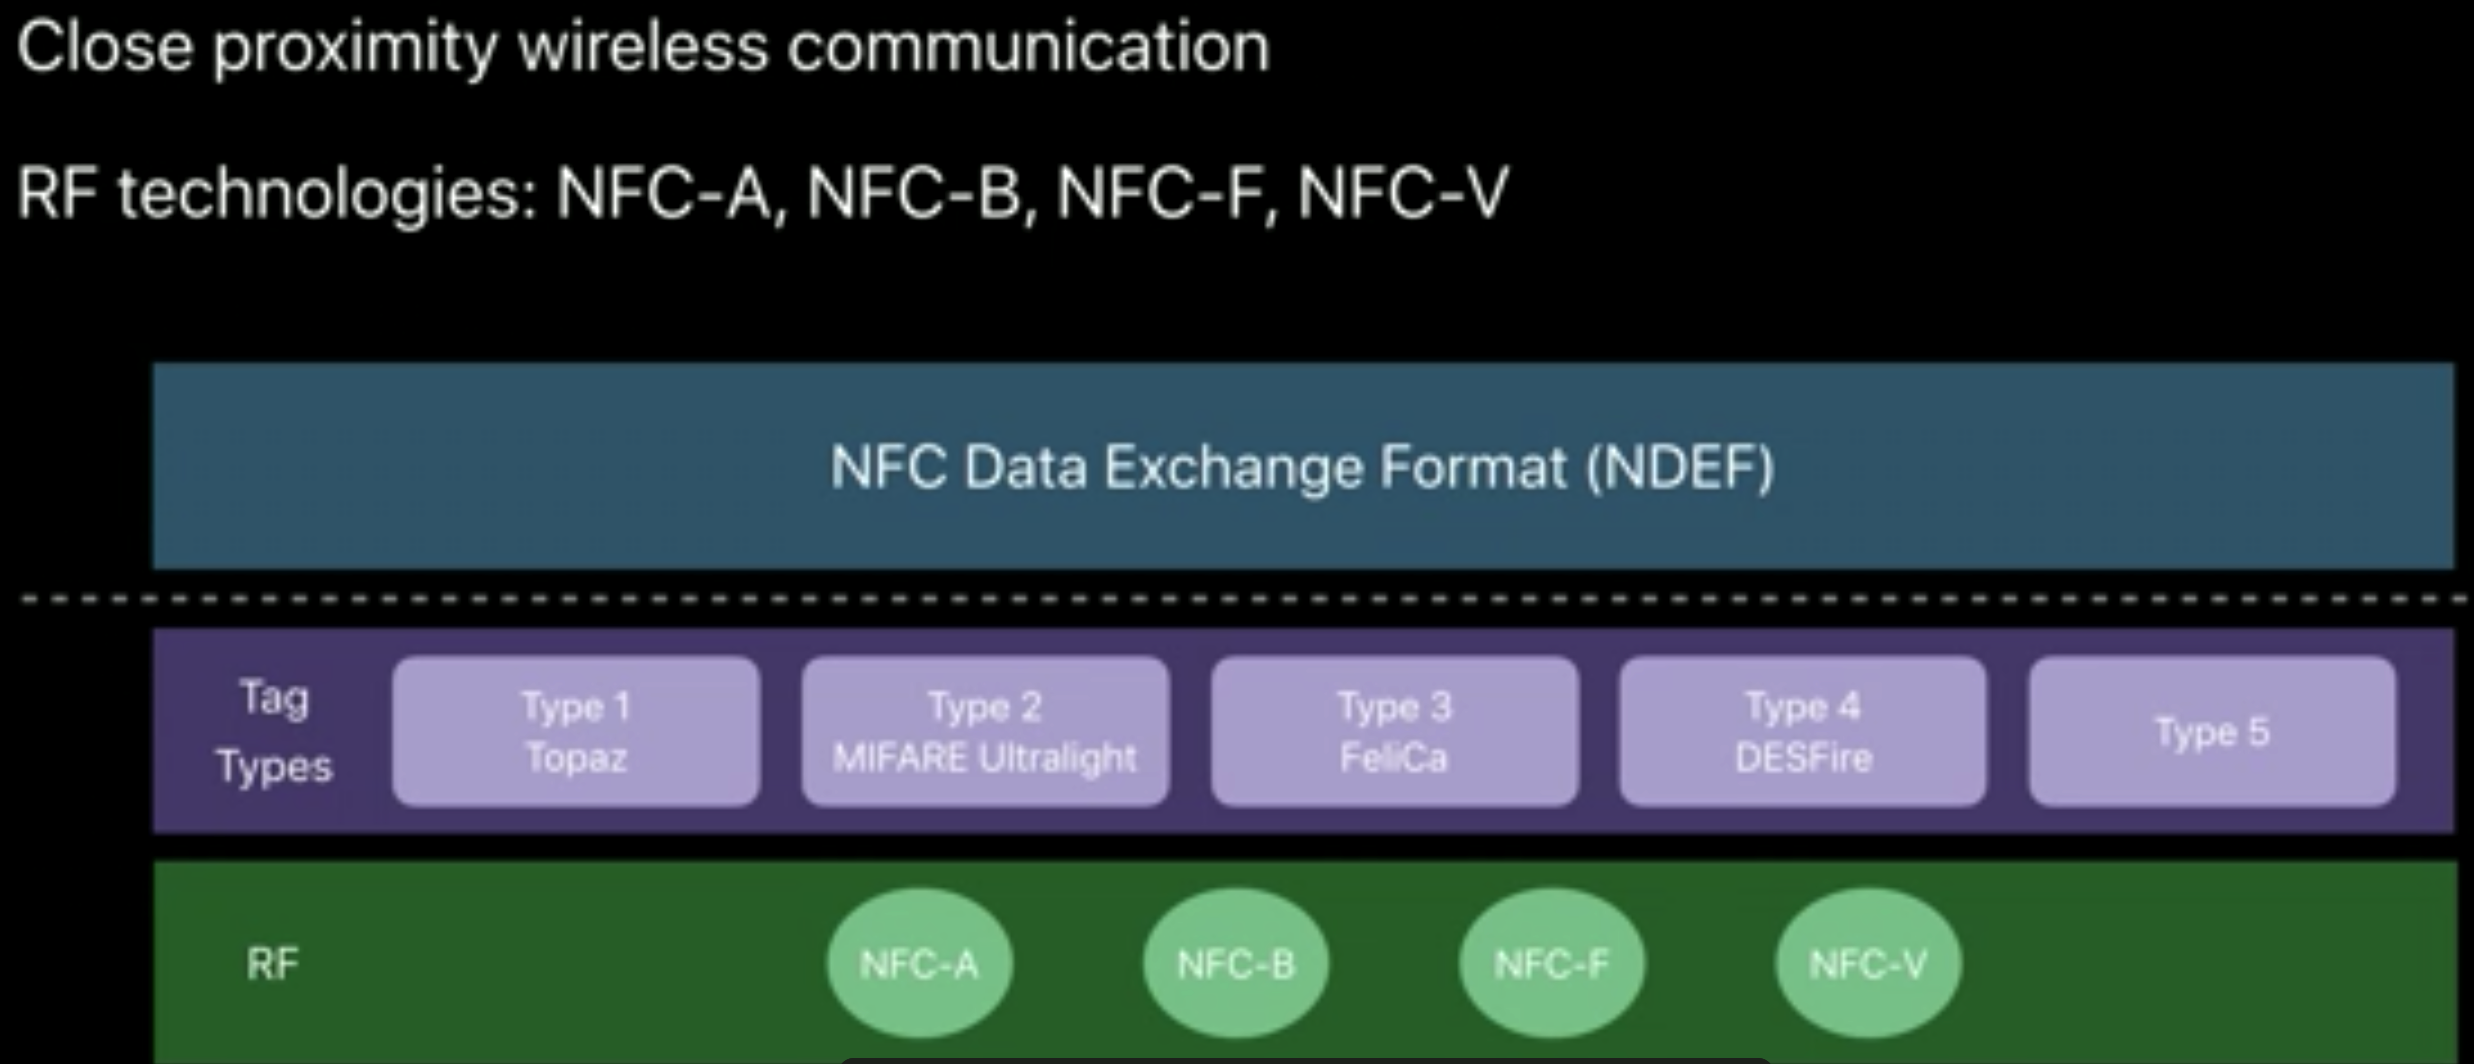 Close proximity wireless communication
RF technologies: NFC-A, NFC-B, NFC-F, NFC-V
NFC Data Exchange Format (NDEF)
Tag
Types
Type 1
Topaz
Type 2
MIFARE Ultralight
Type 3
FeliCa
Type 4
DESFire
Type 5
RF
NFC-A
NFC-B
NFC-F
NFC-V